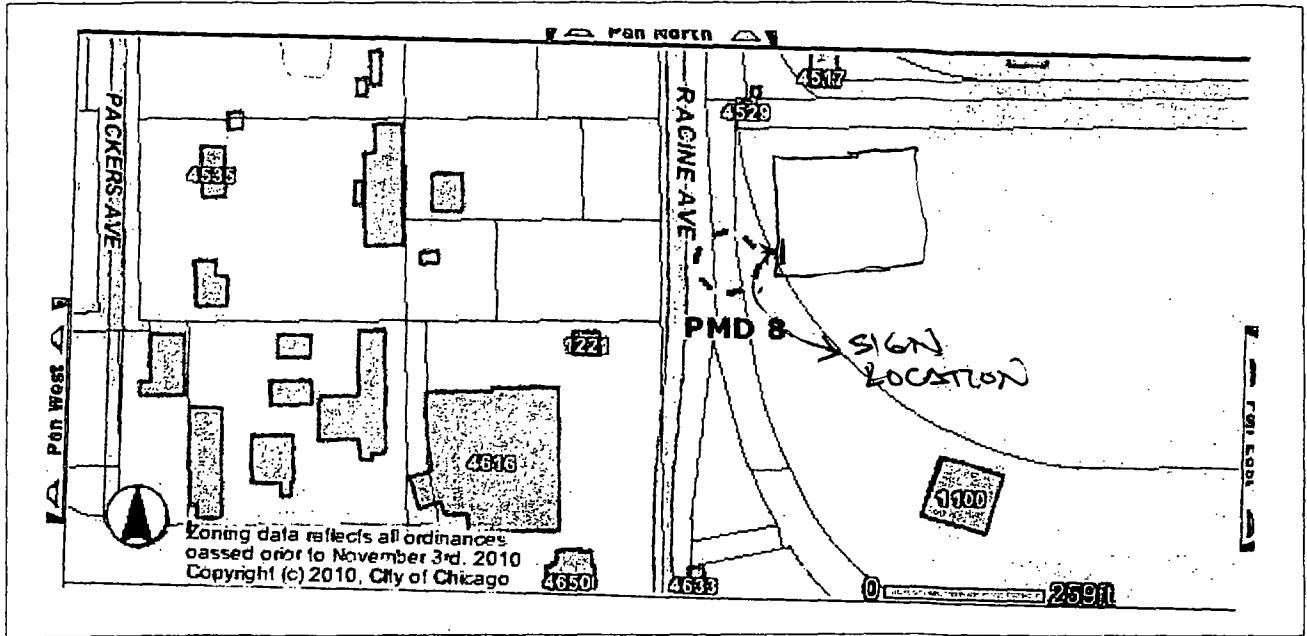 Pan North
4517
4529
PACKERS-AVE
RACINE-AVE
4535
PMD 8
SIGN
LOCATION
1221
Pan West
4616
1100
Zoning data reflects all ordinances
passed prior to November 3rd. 2010
Copyright (c) 2010, City of Chicago
4650
4633
0 259ft